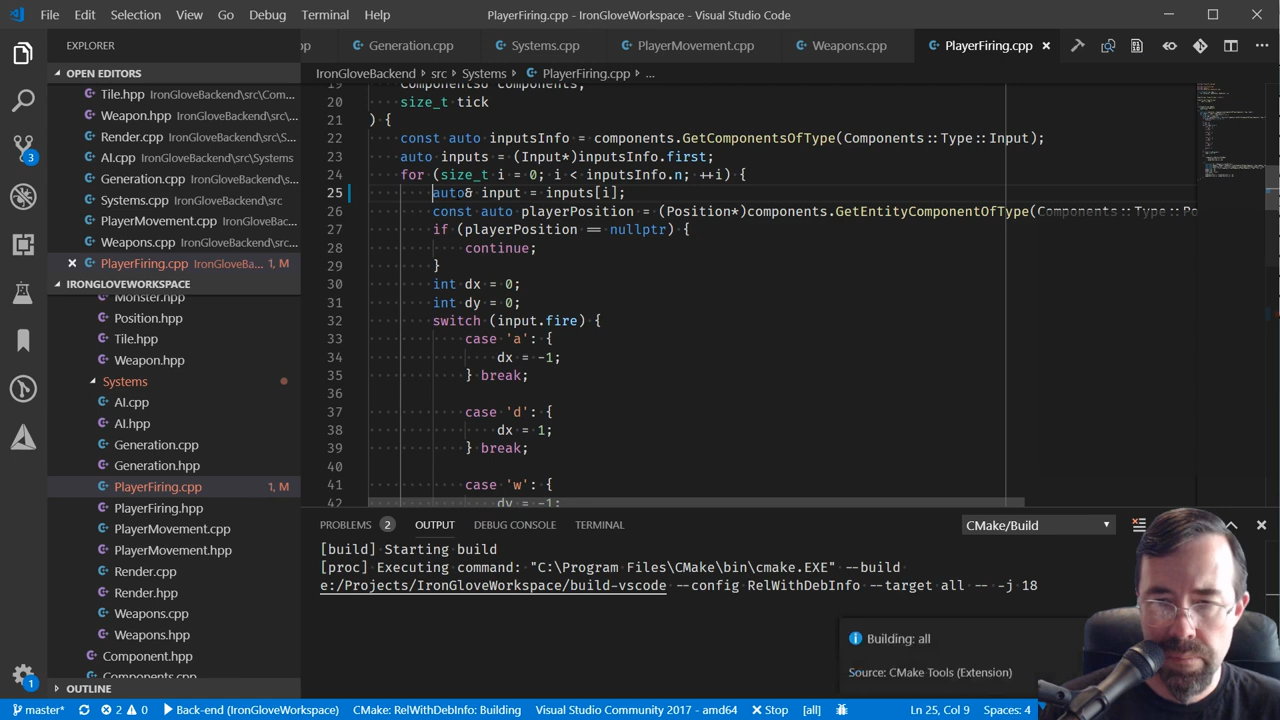 File Edit Selection View Go Debug Terminal Help PlayerFiring.cpp - IronGloveWorkspace - Visual Studio Code
EXPLORER
OPEN EDITORS
Tile.hpp IronGloveBackend\src\Com...
Weapon.hpp IronGloveBackend\src\...
Render.cpp IronGloveBackend\src\S...
AI.cpp IronGloveBackend\src\Systems
Generation.cpp IronGloveBackend\...
Systems.cpp IronGloveBackend\src
PlayerMovement.cpp IronGloveBack...
Weapons.cpp IronGloveBackend\src...
PlayerFiring.cpp IronGloveBa... 1, M
IRONGLOVEWORKSPACE
Monster.hpp
Position.hpp
Tile.hpp
Weapon.hpp
Systems
AI.cpp
AI.hpp
Generation.cpp
Generation.hpp
PlayerFiring.cpp 1, M
PlayerFiring.hpp
PlayerMovement.cpp
PlayerMovement.hpp
Render.cpp
Render.hpp
Weapons.cpp
Weapons.hpp
Component.hpp
Components.cpp
OUTLINE
3
1
pp Generation.cpp Systems.cpp PlayerMovement.cpp Weapons.cpp PlayerFiring.cpp
IronGloveBackend src Systems PlayerFiring.cpp ...
19 Components& components,
20 size_t tick
21 ) {
22 const auto inputsInfo = components.GetComponentsOfType(Components::Type::Input);
23 auto inputs = (Input*)inputsInfo.first;
24 for (size_t i = 0; i < inputsInfo.n; ++i) {
25 auto& input = inputs[i];
26 const auto playerPosition = (Position*)components.GetEntityComponentOfType(Components::Type::Po
27 if (playerPosition == nullptr) {
28 continue;
29 }
30 int dx = 0;
31 int dy = 0;
32 switch (input.fire) {
33 case 'a': {
34 dx = -1;
35 } break;
36
37 case 'd': {
38 dx = 1;
39 } break;
40
41 case 'w': {
42 dy = -1;
PROBLEMS 2 OUTPUT DEBUG CONSOLE TERMINAL CMake/Build
[build] Starting build
[proc] Executing command: "C:\Program Files\CMake\bin\cmake.EXE" --build
e:/Projects/IronGloveWorkspace/build-vscode --config RelWithDebInfo --target all -- -j 18
Building: all
Source: CMake Tools (Extension)
master* 2 0 Back-end (IronGloveWorkspace) CMake: RelWithDebInfo: Building Visual Studio Community 2017 - amd64 Stop [all] Ln 25, Col 9 Spaces: 4